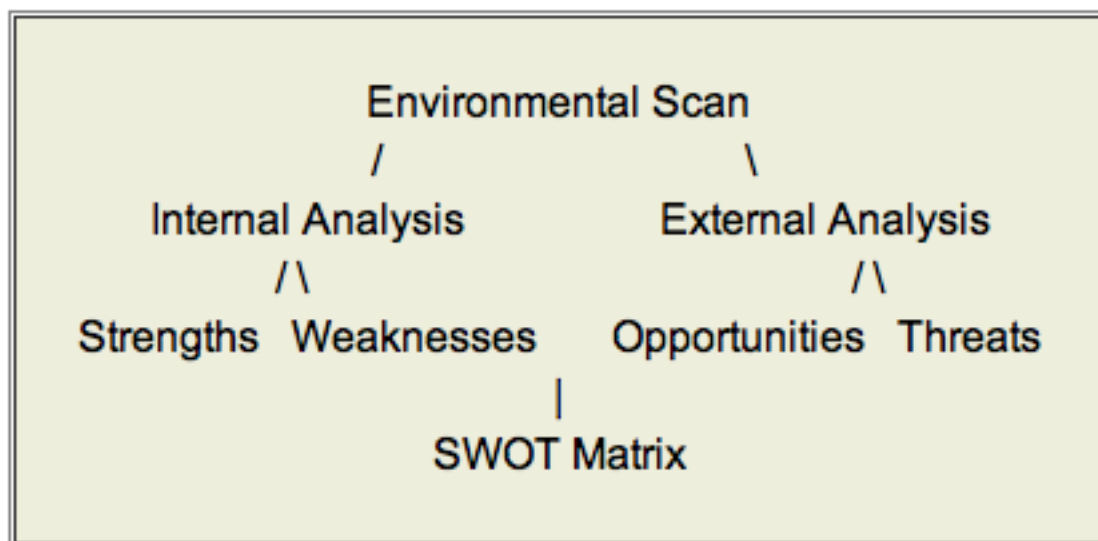 Environmental Scan
/ \
Internal Analysis External Analysis
/ \ / \
Strengths Weaknesses Opportunities Threats
|
SWOT Matrix